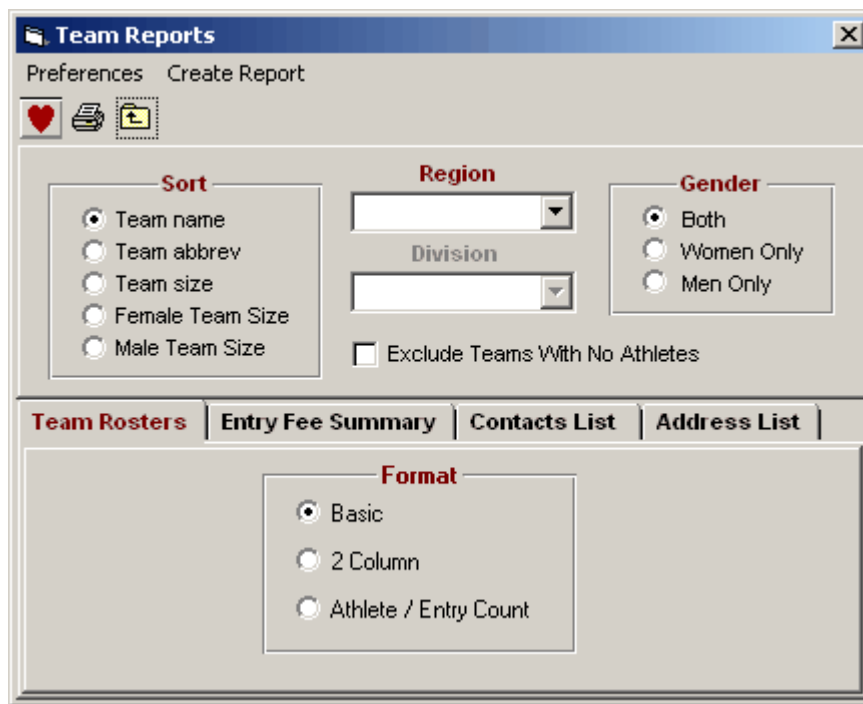 Team Reports
Preferences Create Report
Sort
Team name
Team abbrev
Team size
Female Team Size
Male Team Size
Region
Division
Exclude Teams With No Athletes
Gender
Both
Women Only
Men Only
Team Rosters Entry Fee Summary Contacts List Address List
Format
Basic
2 Column
Athlete / Entry Count